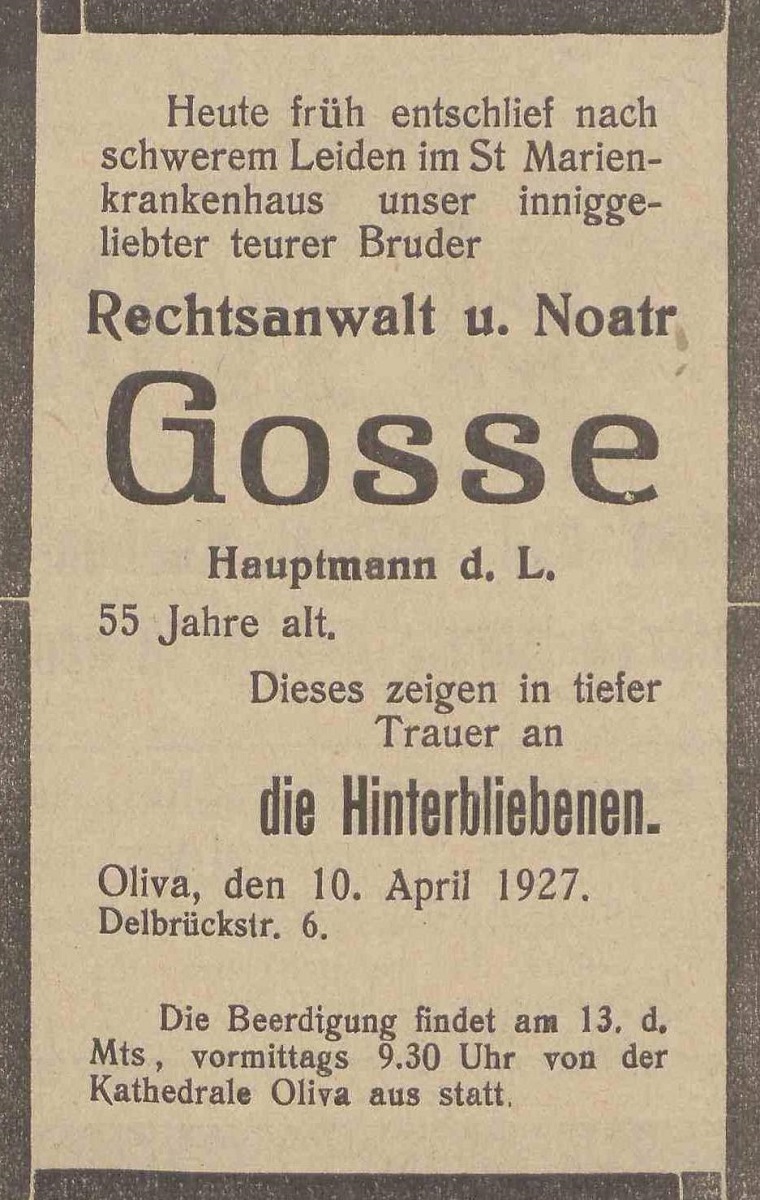 Heute früh entschlief nach
schwerem Leiden im St Marien-
krankenhaus unser innigge-
liebter teurer Bruder
Rechtsanwalt u. Noatr
Gosse
Hauptmann d. L.
55 Jahre alt.
Dieses zeigen in tiefer
Trauer an
die Hinterbliebenen.
Oliva, den 10. April 1927.
Delbrückstr. 6.
Die Beerdigung findet am 13. d.
Mts, vormittags 9.30 Uhr von der
Kathedrale Oliva aus statt.